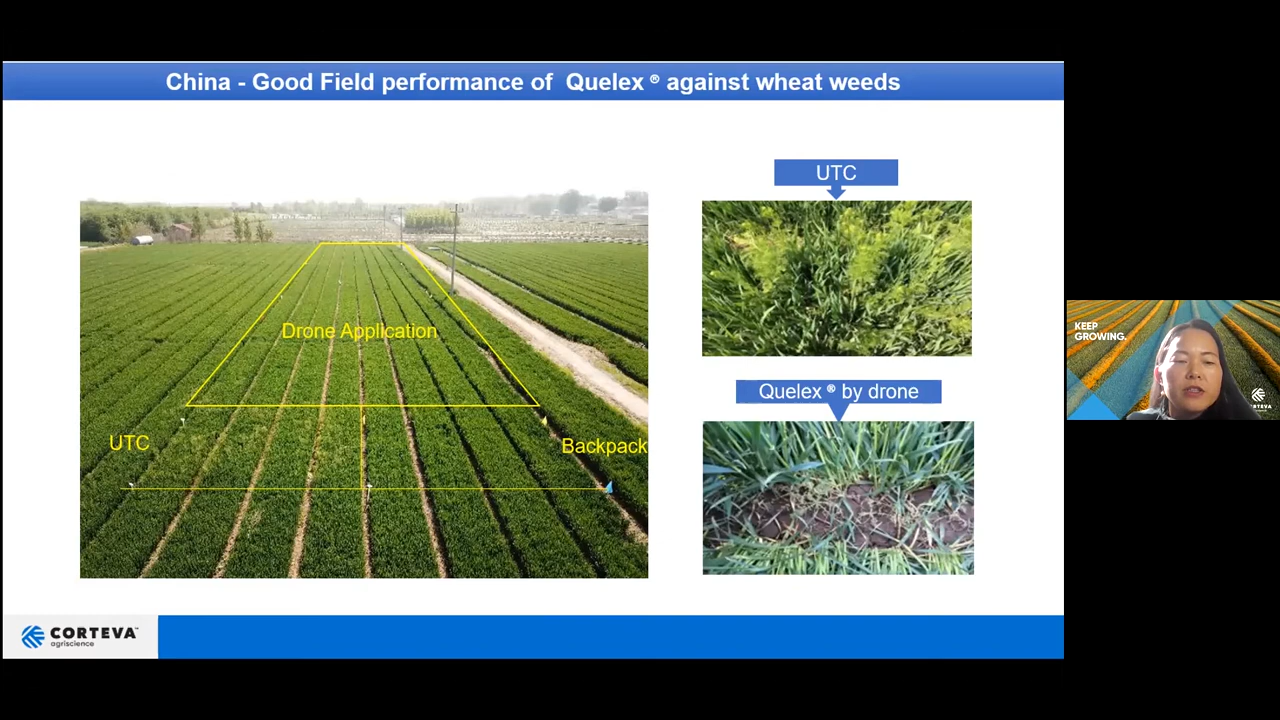 China - Good Field performance of Quelex ® against wheat weeds
UTC
Drone Application
Quelex ® by drone
UTC
Backpack
KEEP
GROWING.
CORTEVA™
agriscience
CORTEVA